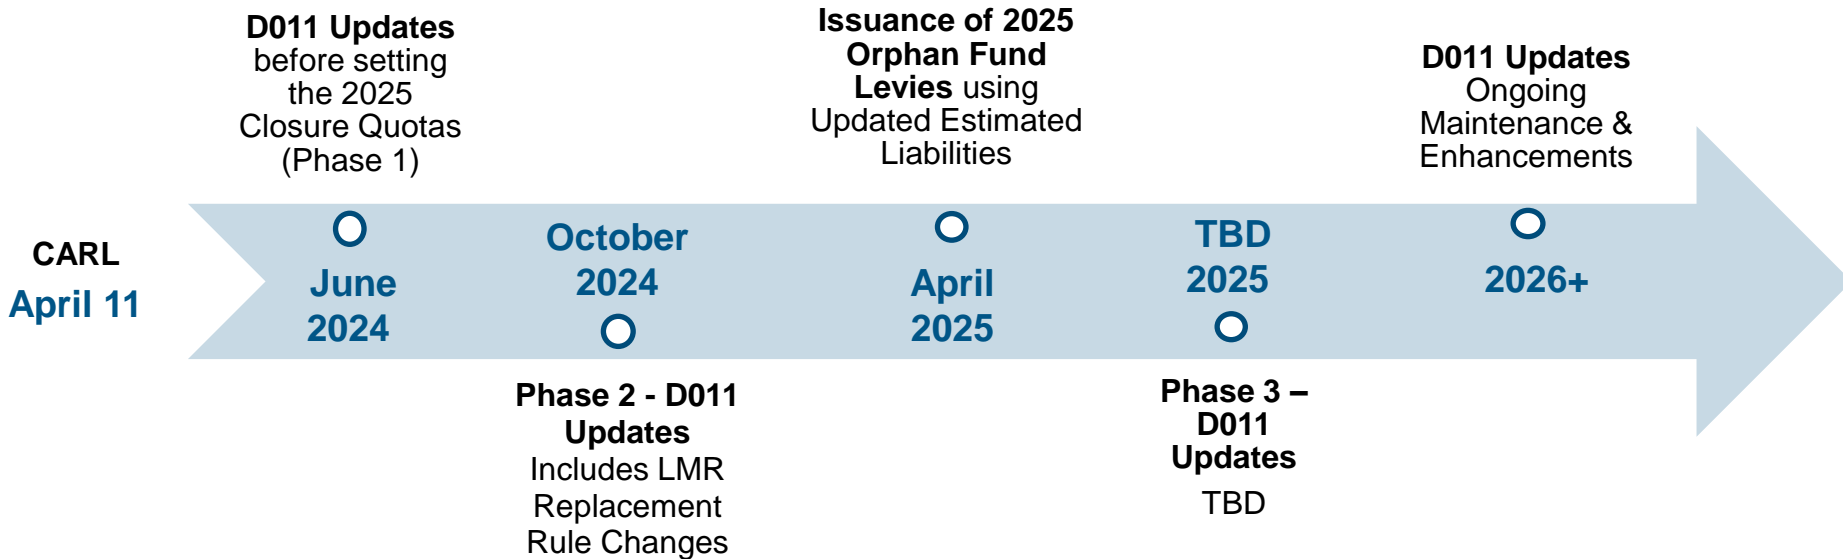 CARL
April 11
D011 Updates
before setting
the 2025
Closure Quotas
(Phase 1)
June
2024
October
2024
Phase 2 - D011
Updates
Includes LMR
Replacement
Rule Changes
Issuance of 2025
Orphan Fund
Levies using
Updated Estimated
Liabilities
April
2025
TBD
2025
Phase 3 –
D011
Updates
TBD
D011 Updates
Ongoing
Maintenance &
Enhancements
2026+